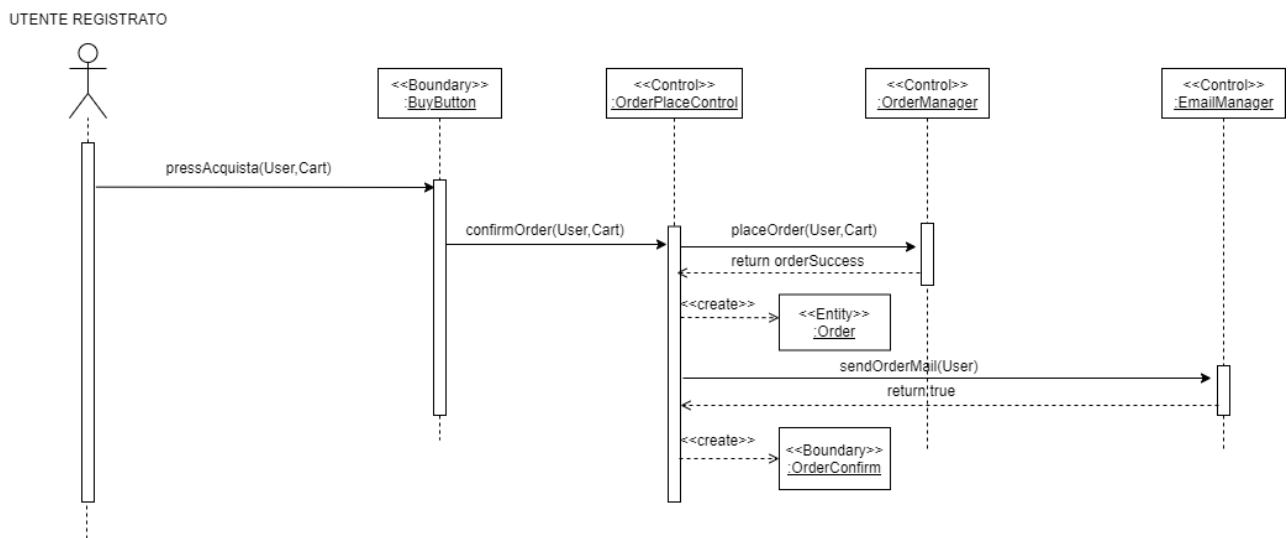 UTENTE REGISTRATO
<<Boundary>>
:BuyButton
<<Control>>
:OrderPlaceControl
<<Control>>
:OrderManager
<<Control>>
:EmailManager
pressAcquista(User,Cart)
confirmOrder(User,Cart)
placeOrder(User,Cart)
return orderSuccess
<<create>>
<<Entity>>
:Order
sendOrderMail(User)
return true
<<create>>
<<Boundary>>
:OrderConfirm